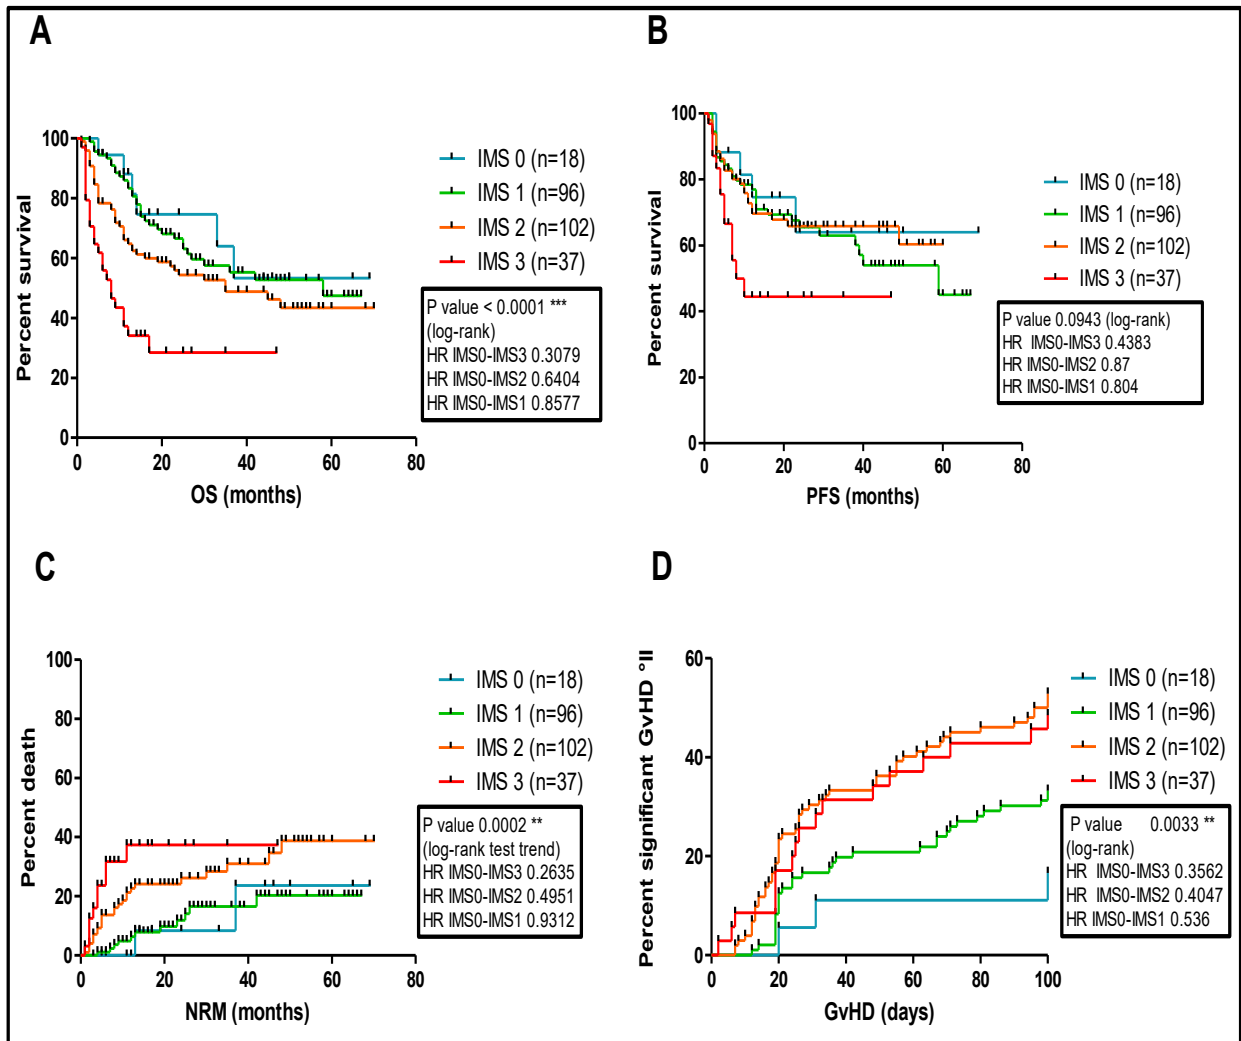 A
Percent survival
100
80
60
40
20
0
0 20 40 60 80
OS (months)
IMS 0 (n=18)
IMS 1 (n=96)
IMS 2 (n=102)
IMS 3 (n=37)
P value < 0.0001 ***
(log-rank)
HR IMS0-IMS3 0.3079
HR IMS0-IMS2 0.6404
HR IMS0-IMS1 0.8577
B
Percent survival
100
80
60
40
20
0
0 20 40 60 80
PFS (months)
IMS 0 (n=18)
IMS 1 (n=96)
IMS 2 (n=102)
IMS 3 (n=37)
P value 0.0943 (log-rank)
HR IMS0-IMS3 0.4383
HR IMS0-IMS2 0.87
HR IMS0-IMS1 0.804
C
Percent death
100
80
60
40
20
0
0 20 40 60 80
NRM (months)
IMS 0 (n=18)
IMS 1 (n=96)
IMS 2 (n=102)
IMS 3 (n=37)
P value 0.0002 **
(log-rank test trend)
HR IMS0-IMS3 0.2635
HR IMS0-IMS2 0.4951
HR IMS0-IMS1 0.9312
D
Percent significant GvHD °II
60
40
20
0
0 20 40 60 80 100
GvHD (days)
IMS 0 (n=18)
IMS 1 (n=96)
IMS 2 (n=102)
IMS 3 (n=37)
P value 0.0033 **
(log-rank)
HR IMS0-IMS3 0.3562
HR IMS0-IMS2 0.4047
HR IMS0-IMS1 0.536